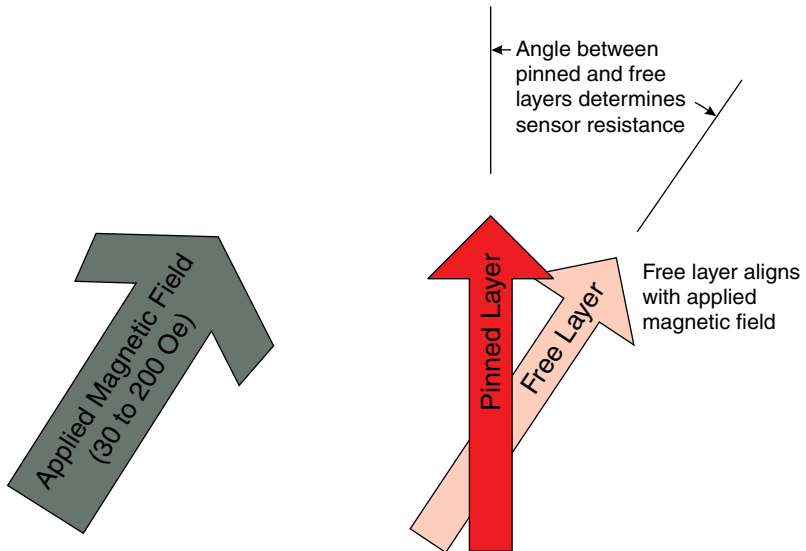 Angle between
pinned and free
layers determines
sensor resistance
Applied Magnetic Field
(30 to 200 Oe)
Pinned Layer
Free Layer
Free layer aligns
with applied
magnetic field